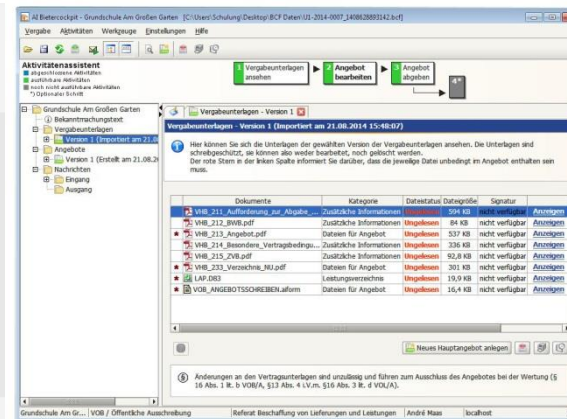 AI Bietercockpit - Grundschule Am Großen Garten [C:\Users\Schulung\Desktop\BCF Daten\U1-2014-0007_1408628893142.bcf]
Vergabe Aktivitäten Werkzeuge Einstellungen Hilfe
Aktivitätenassistent
abgeschlossene Aktivitäten
ausführbare Aktivitäten
noch nicht ausführbare Aktivitäten
*) Optionaler Schritt
1 Vergabeunterlagen ansehen
2 Angebot bearbeiten
3 Angebot abgeben
4*
Grundschule Am Großen Garten
Bekanntmachungstext
Vergabeunterlagen
Version 1 (Importiert am 21.0
Angebote
Version 1 (Erstellt am 21.08.2
Nachrichten
Eingang
Ausgang
Vergabeunterlagen - Version 1
Vergabeunterlagen - Version 1 (Importiert am 21.08.2014 15:48:07)
Hier können Sie sich die Unterlagen der gewählten Version der Vergabeunterlagen ansehen. Die Unterlagen sind
schreibgeschützt, sie können also weder bearbeitet, noch gelöscht werden.
Der rote Stern in der linken Spalte informiert Sie darüber, dass die jeweilige Datei unbedingt im Angebot enthalten sein
muss.
Dokumente Kategorie Dateistatus Dateigröße Signatur
VHB_211_Aufforderung_zur_Abgabe_... Zusätzliche Informationen Ungelesen 594 KB nicht verfügbar Anzeigen
VHB_212_BWB.pdf Zusätzliche Informationen Ungelesen 84 KB nicht verfügbar Anzeigen
* VHB_213_Angebot.pdf Dateien für Angebot Ungelesen 537 KB nicht verfügbar Anzeigen
VHB_214_Besondere_Vertragsbedingu... Zusätzliche Informationen Ungelesen 336 KB nicht verfügbar Anzeigen
VHB_215_ZVB.pdf Zusätzliche Informationen Ungelesen 92,8 KB nicht verfügbar Anzeigen
* VHB_233_Verzeichnis_NU.pdf Dateien für Angebot Ungelesen 301 KB nicht verfügbar Anzeigen
* LAP.D83 Leistungsverzeichnis Ungelesen 19,9 KB nicht verfügbar Anzeigen
* VOB_ANGEBOTSSCHREIBEN.aiform Dateien für Angebot Ungelesen 16,4 KB nicht verfügbar Anzeigen
Neues Hauptangebot anlegen
§ Änderungen an den Vertragsunterlagen sind unzulässig und führen zum Ausschluss des Angebotes bei der Wertung (§
16 Abs. 1 lit. b VOB/A, §13 Abs. 4 i.V.m. §16 Abs. 3 lit. d VOL/A).
Grundschule Am Gr... VOB / Öffentliche Ausschreibung Referat Beschaffung von Lieferungen und Leistungen André Maas localhost